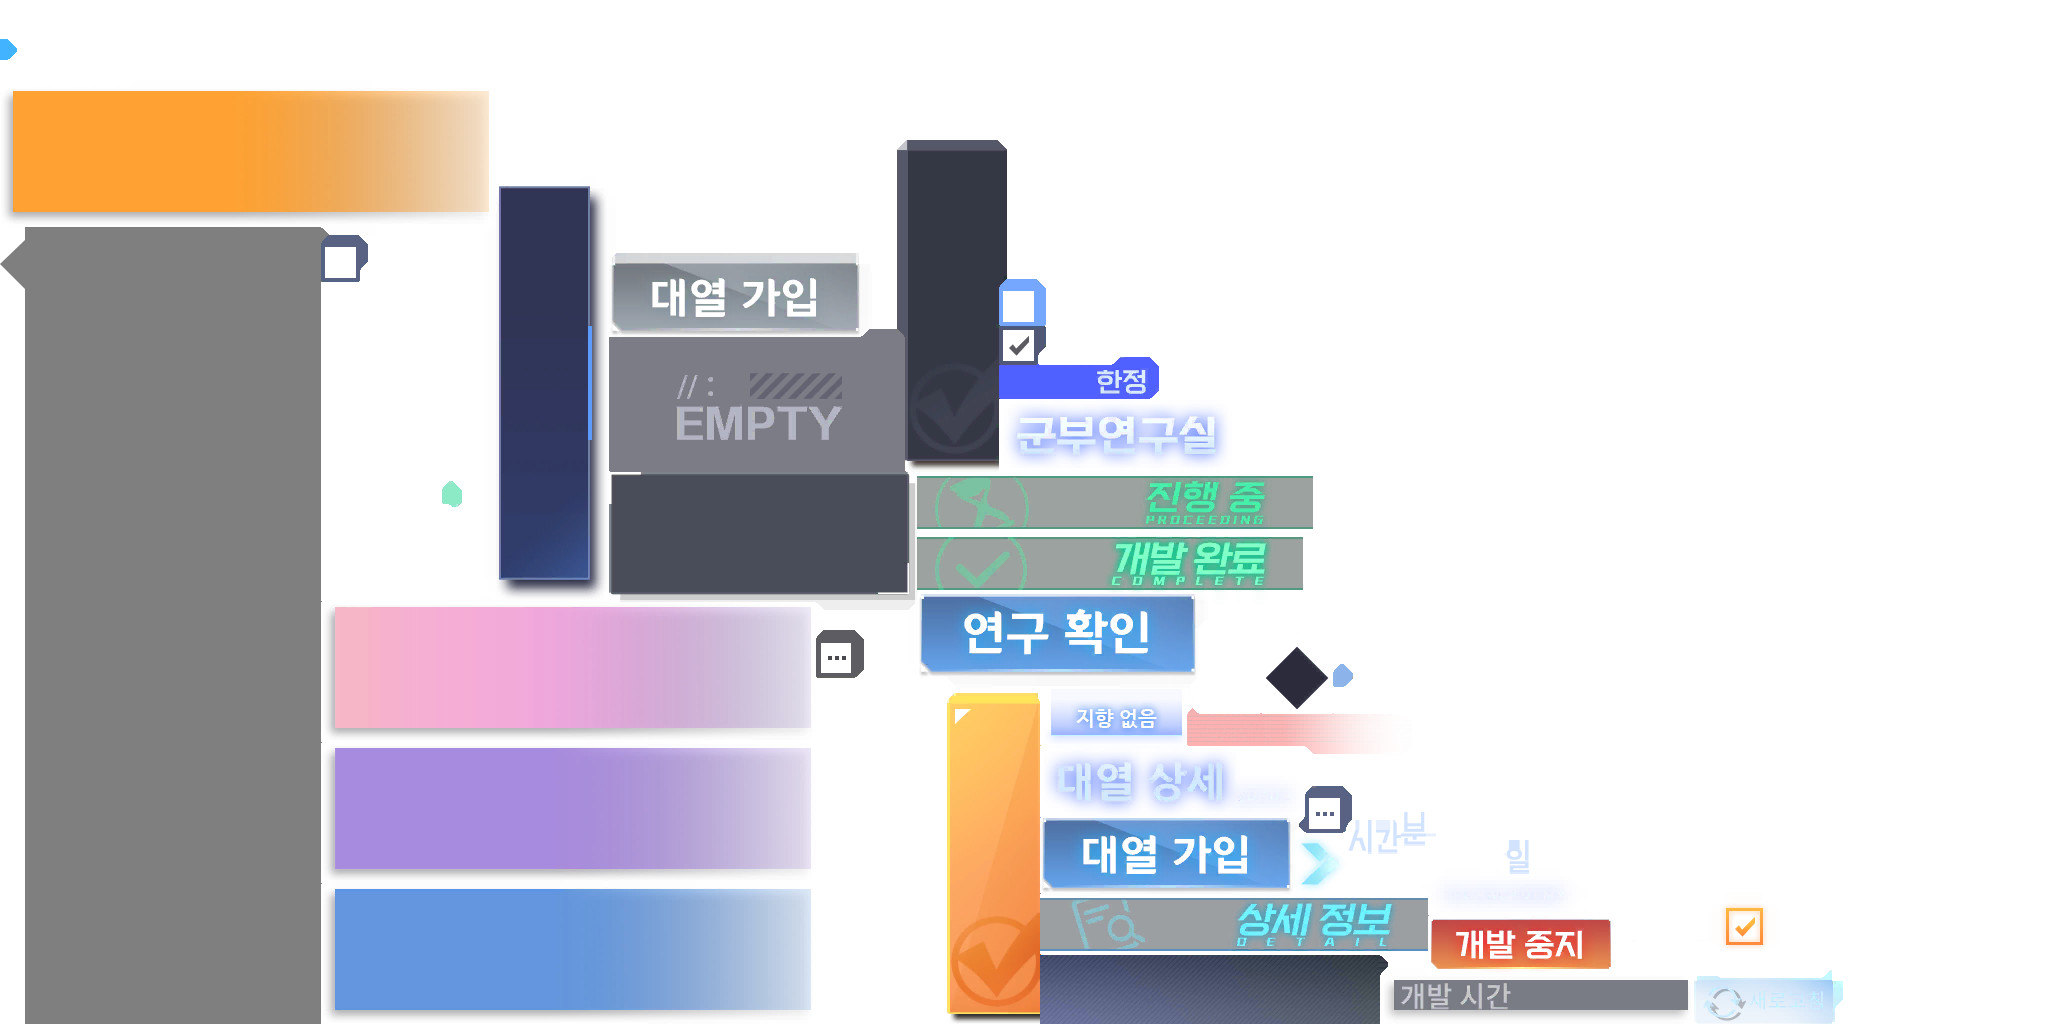 대열 가입
// :
EMPTY
한정
군부연구실
진행 중
PROCEEDING
개발 완료
COMPLETE
연구 확인
지향 없음
대열 상세
대열 가입
시간분
일
상세 정보
DETAIL
개발 중지
개발 시간